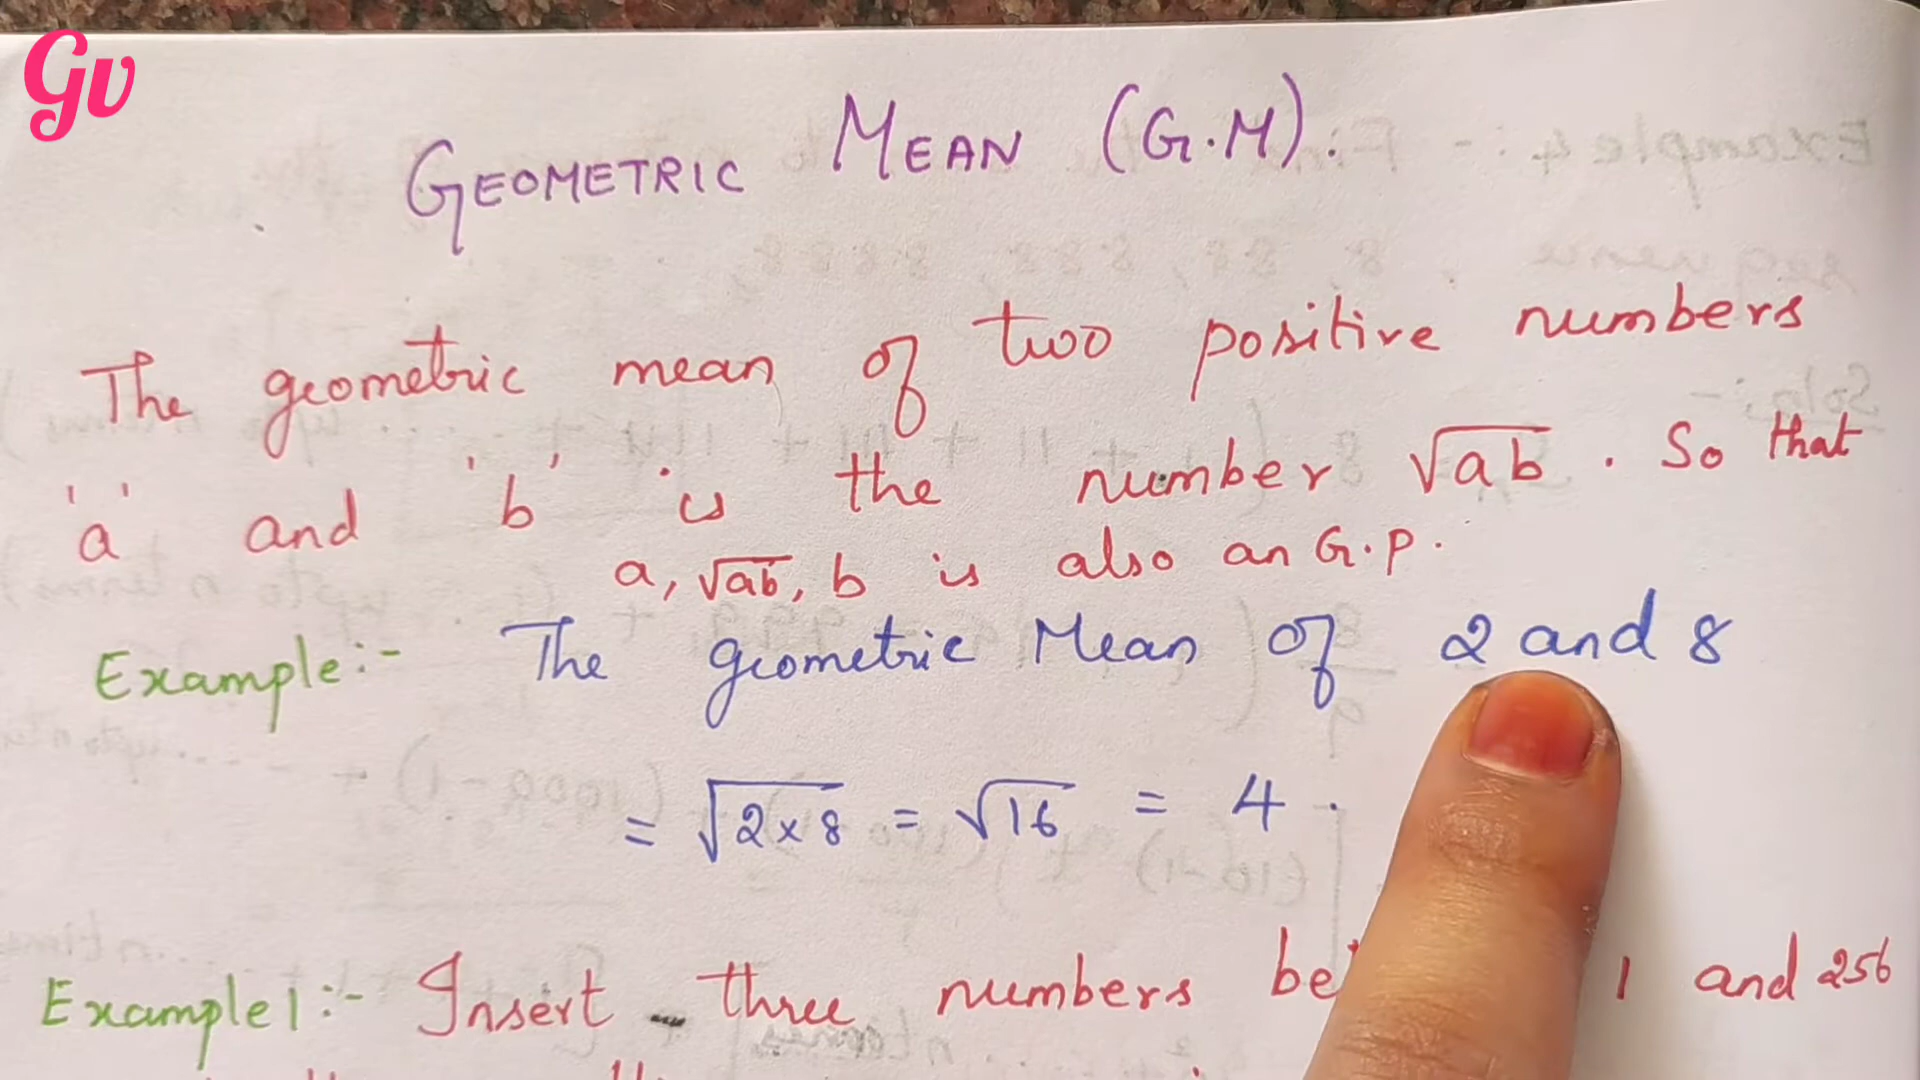 Gv
GEOMETRIC MEAN (G.M).
The geometric mean of two positive numbers
'a' and 'b' is the number √ab . So that
a, √ab, b is also an G.P.
Example:- The geometric Mean of 2 and 8
= √2×8 = √16 = 4 .
Example1:- Insert three numbers 1 and 256